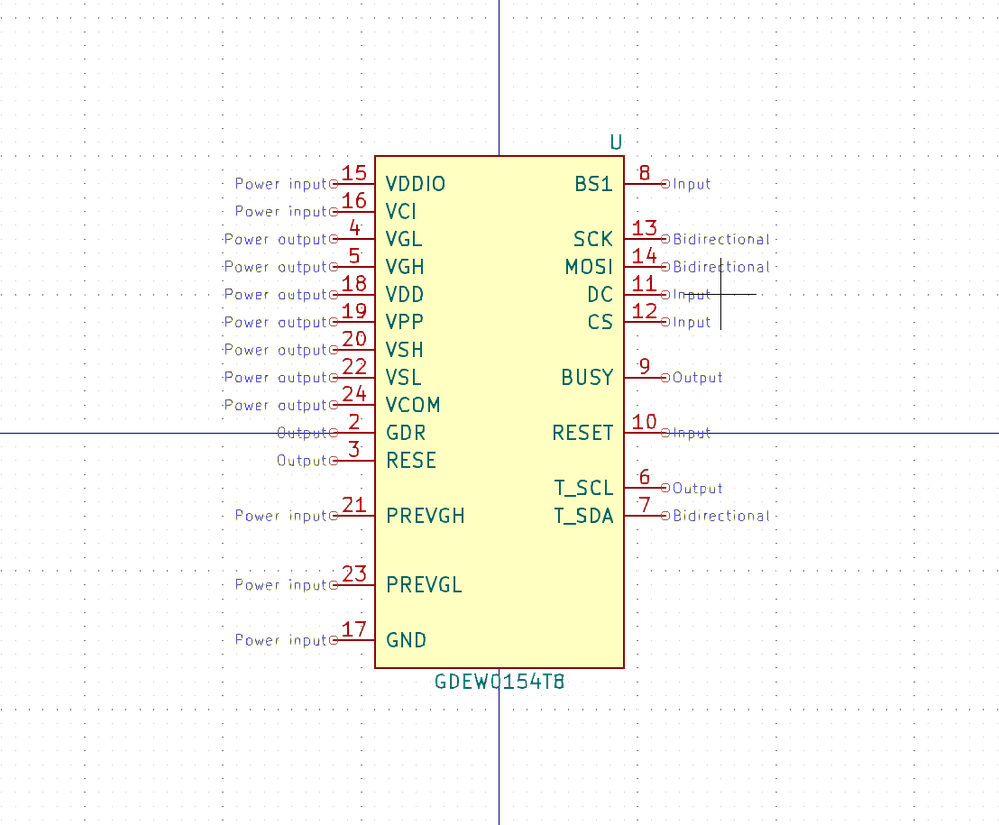 U
Power input 15 VDDIO BS1 8 Input
Power input 16 VCI
Power output 4 VGL SCK 13 Bidirectional
Power output 5 VGH MOSI 14 Bidirectional
Power output 18 VDD DC 11 Input
Power output 19 VPP CS 12 Input
Power output 20 VSH
Power output 22 VSL BUSY 9 Output
Power output 24 VCOM
Output 2 GDR RESET 10 Input
Output 3 RESE
T_SCL 6 Output
Power input 21 PREVGH T_SDA 7 Bidirectional
Power input 23 PREVGL
Power input 17 GND
GDEW0154T8